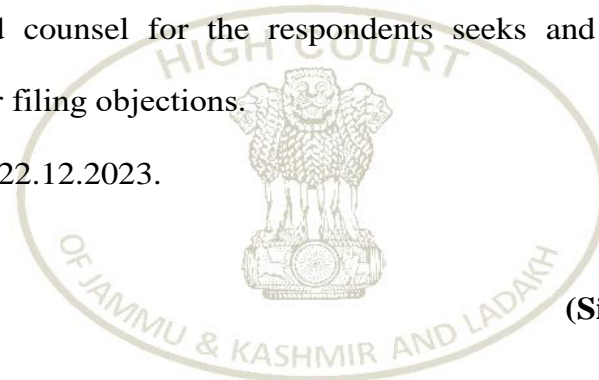 d counsel for the respondents seeks and
HIGH COURT
r filing objections.
22.12.2023.
OF JAMMU & KASHMIR AND LADAKH
(Si